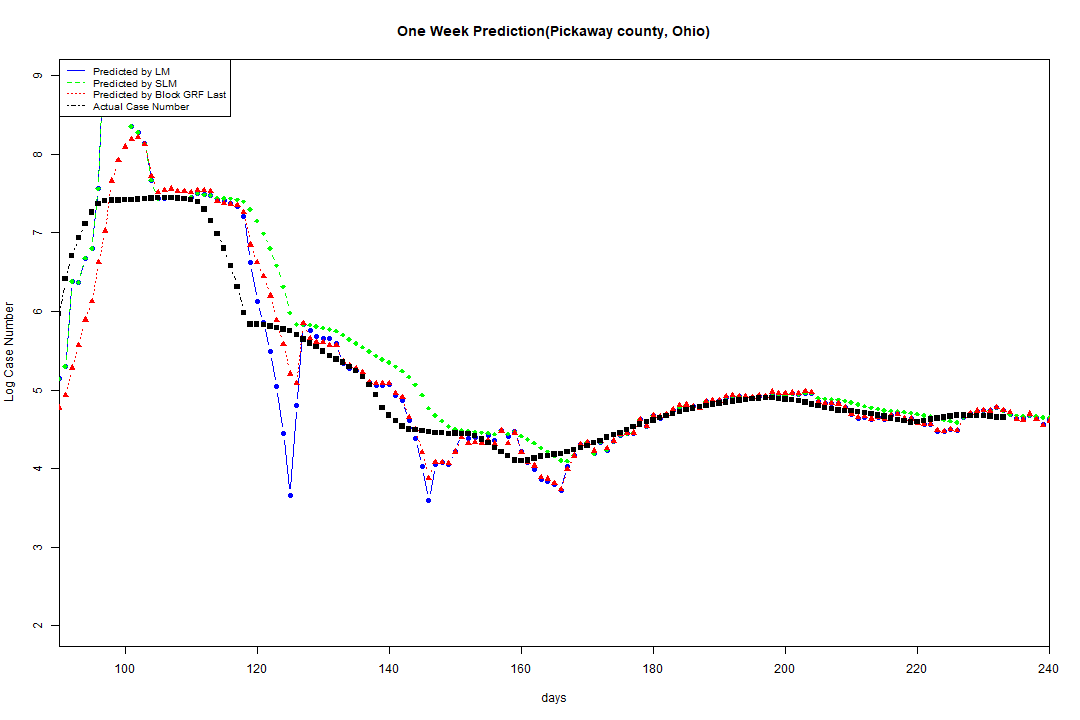 One Week Prediction(Pickaway county, Ohio)
Predicted by LM
Predicted by SLM
Predicted by Block GRF Last
Actual Case Number
9
8
7
6
5
4
3
2
Log Case Number
100 120 140 160 180 200 220 240
days